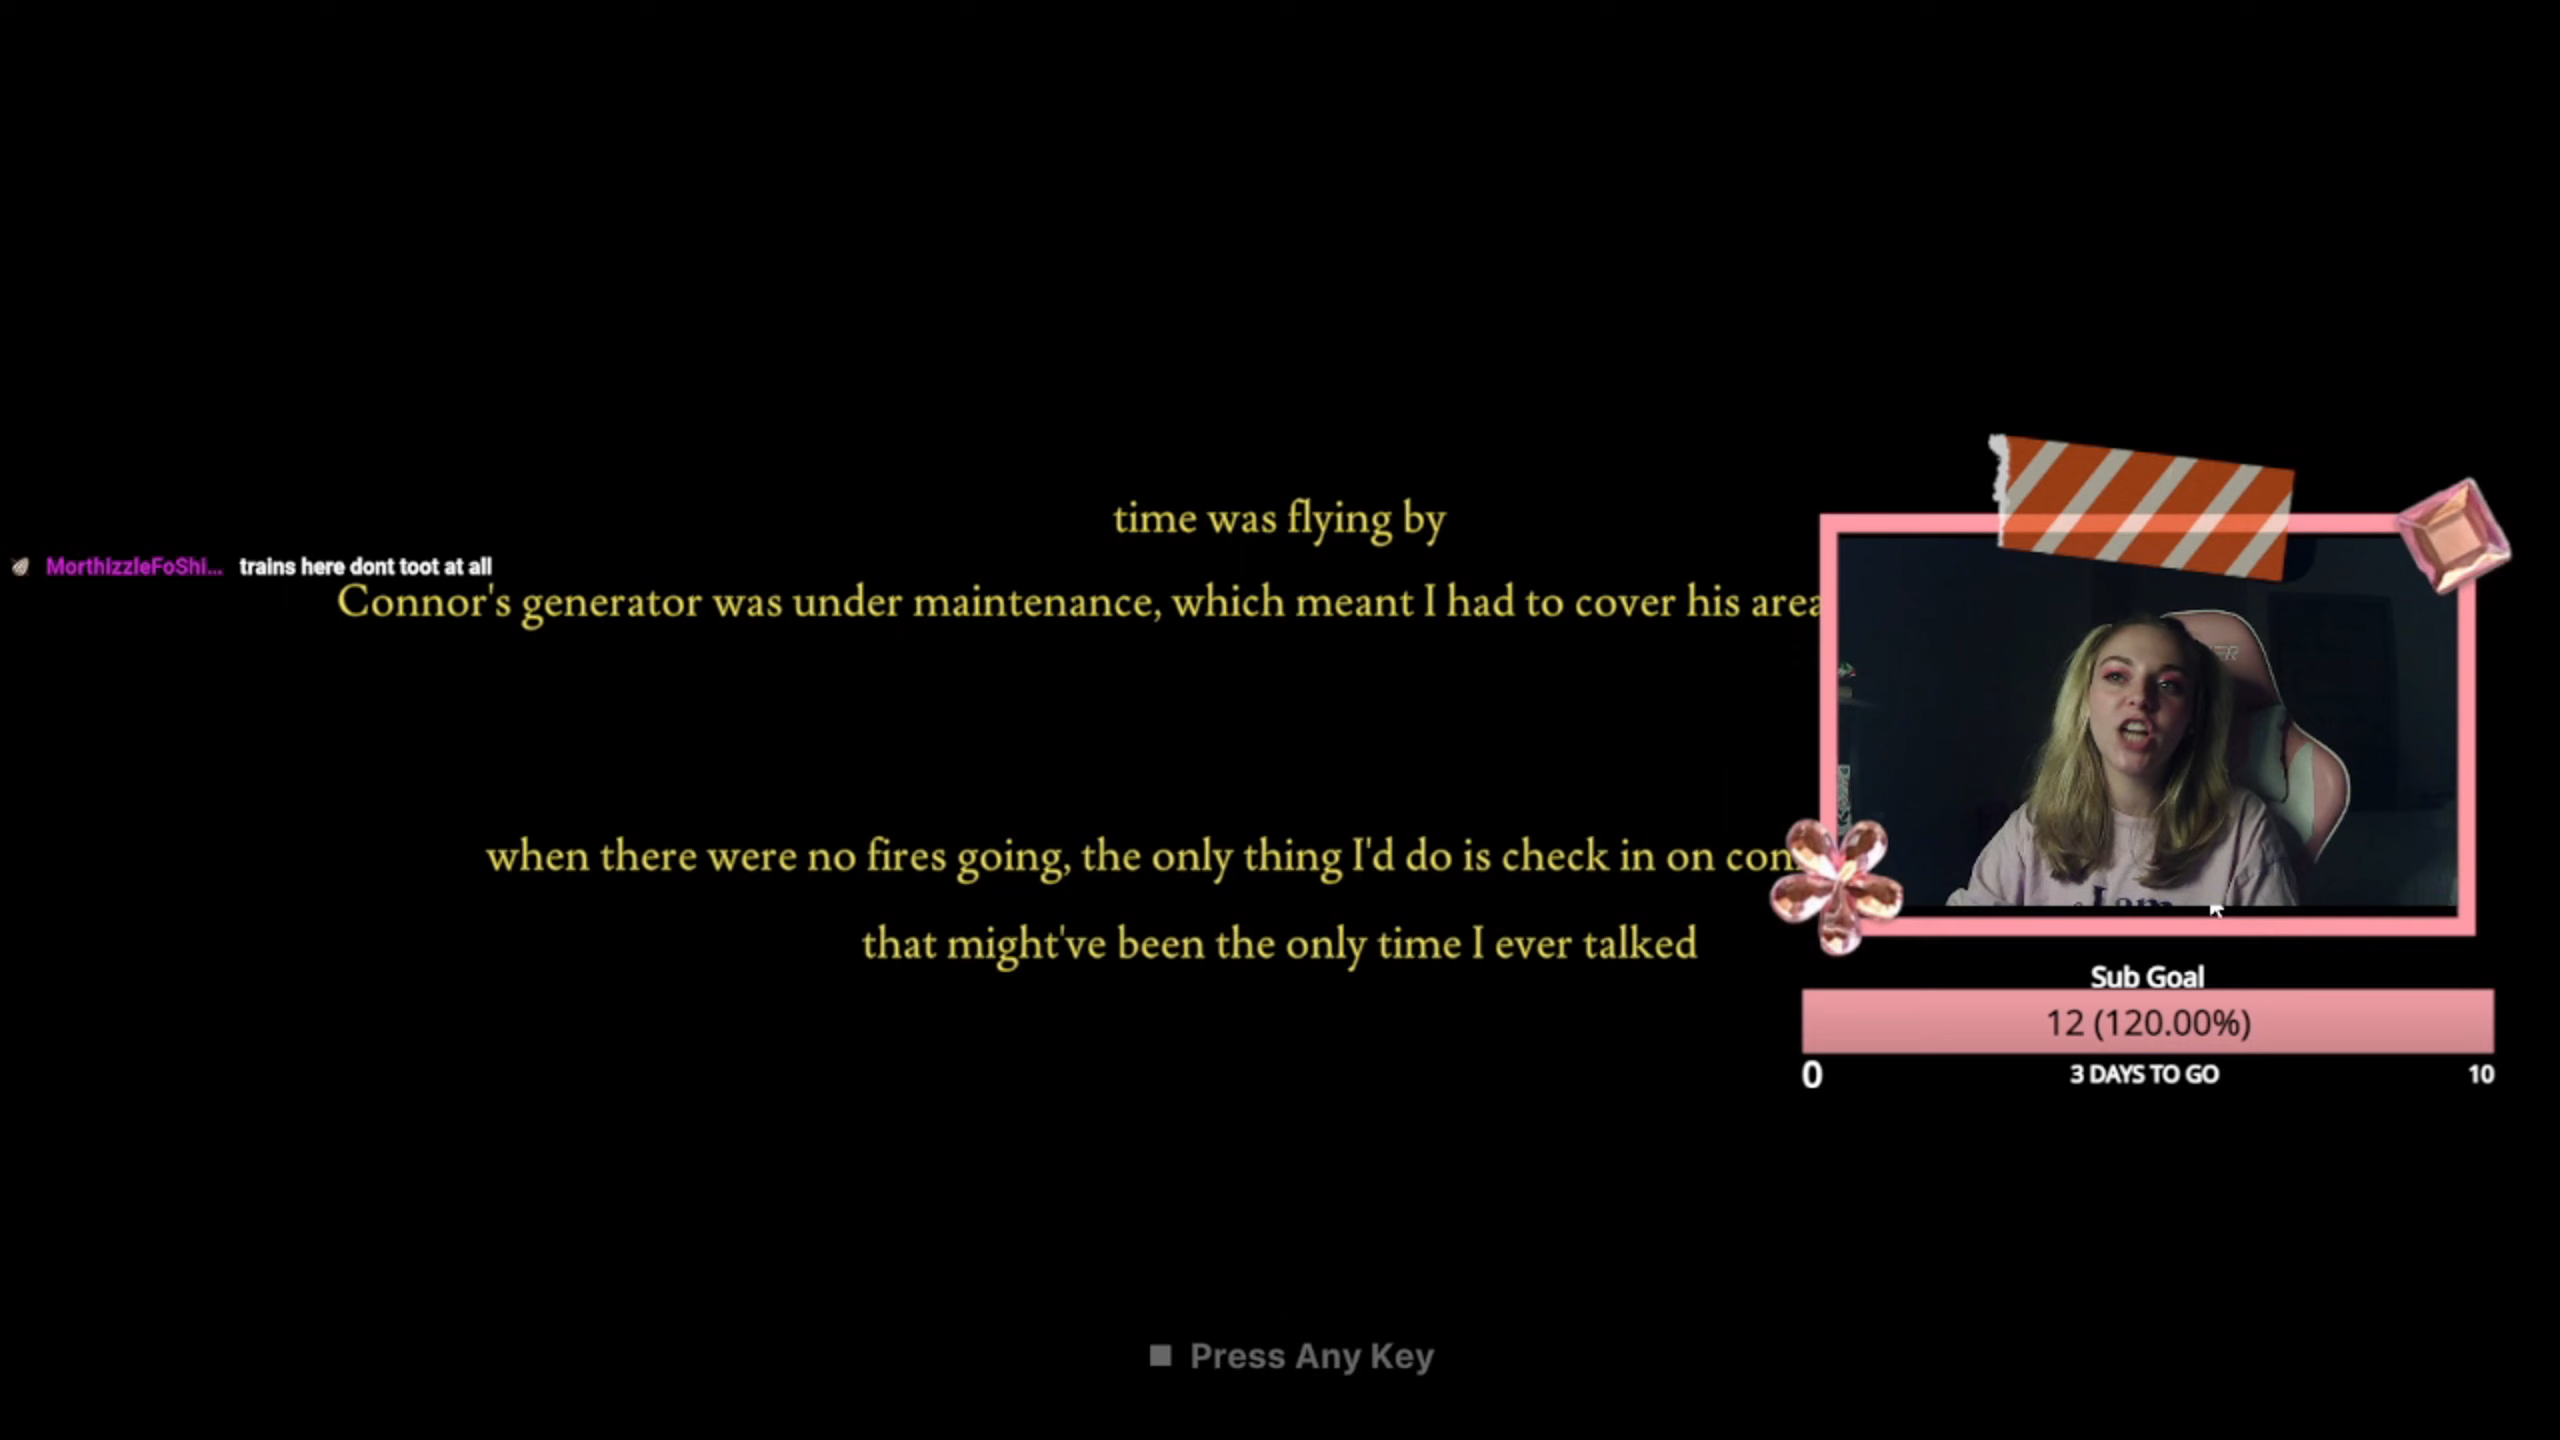 time was flying by
MorthizzleFoShi... trains here dont toot at all
Connor's generator was under maintenance, which meant I had to cover his area
when there were no fires going, the only thing I'd do is check in on
that might've been the only time I ever talked
Sub Goal
12 (120.00%)
0 3 DAYS TO GO 10
Press Any Key